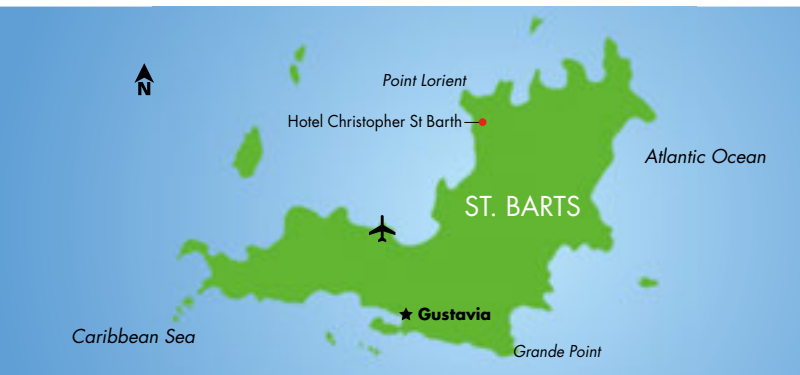 Point Lorient
N
Hotel Christopher St Barth
Atlantic Ocean
ST. BARTS
Gustavia
Caribbean Sea
Grande Point